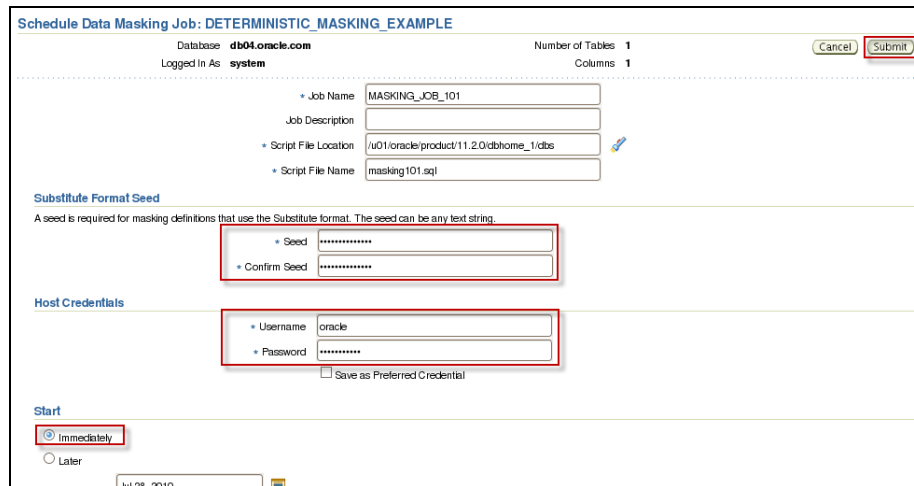 Schedule Data Masking Job: DETERMINISTIC_MASKING_EXAMPLE
Database db04.oracle.com Number of Tables 1 Cancel Submit
Logged In As system Columns 1
* Job Name MASKING_JOB_101
Job Description
* Script File Location /u01/oracle/product/11.2.0/dbhome_1/dbs
* Script File Name masking101.sql
Substitute Format Seed
A seed is required for masking definitions that use the Substitute format. The seed can be any text string.
* Seed ••••••••••••••
* Confirm Seed ••••••••••••••
Host Credentials
* Username oracle
* Password •••••••••••
Save as Preferred Credential
Start
Immediately
Later
Jul 28, 2010